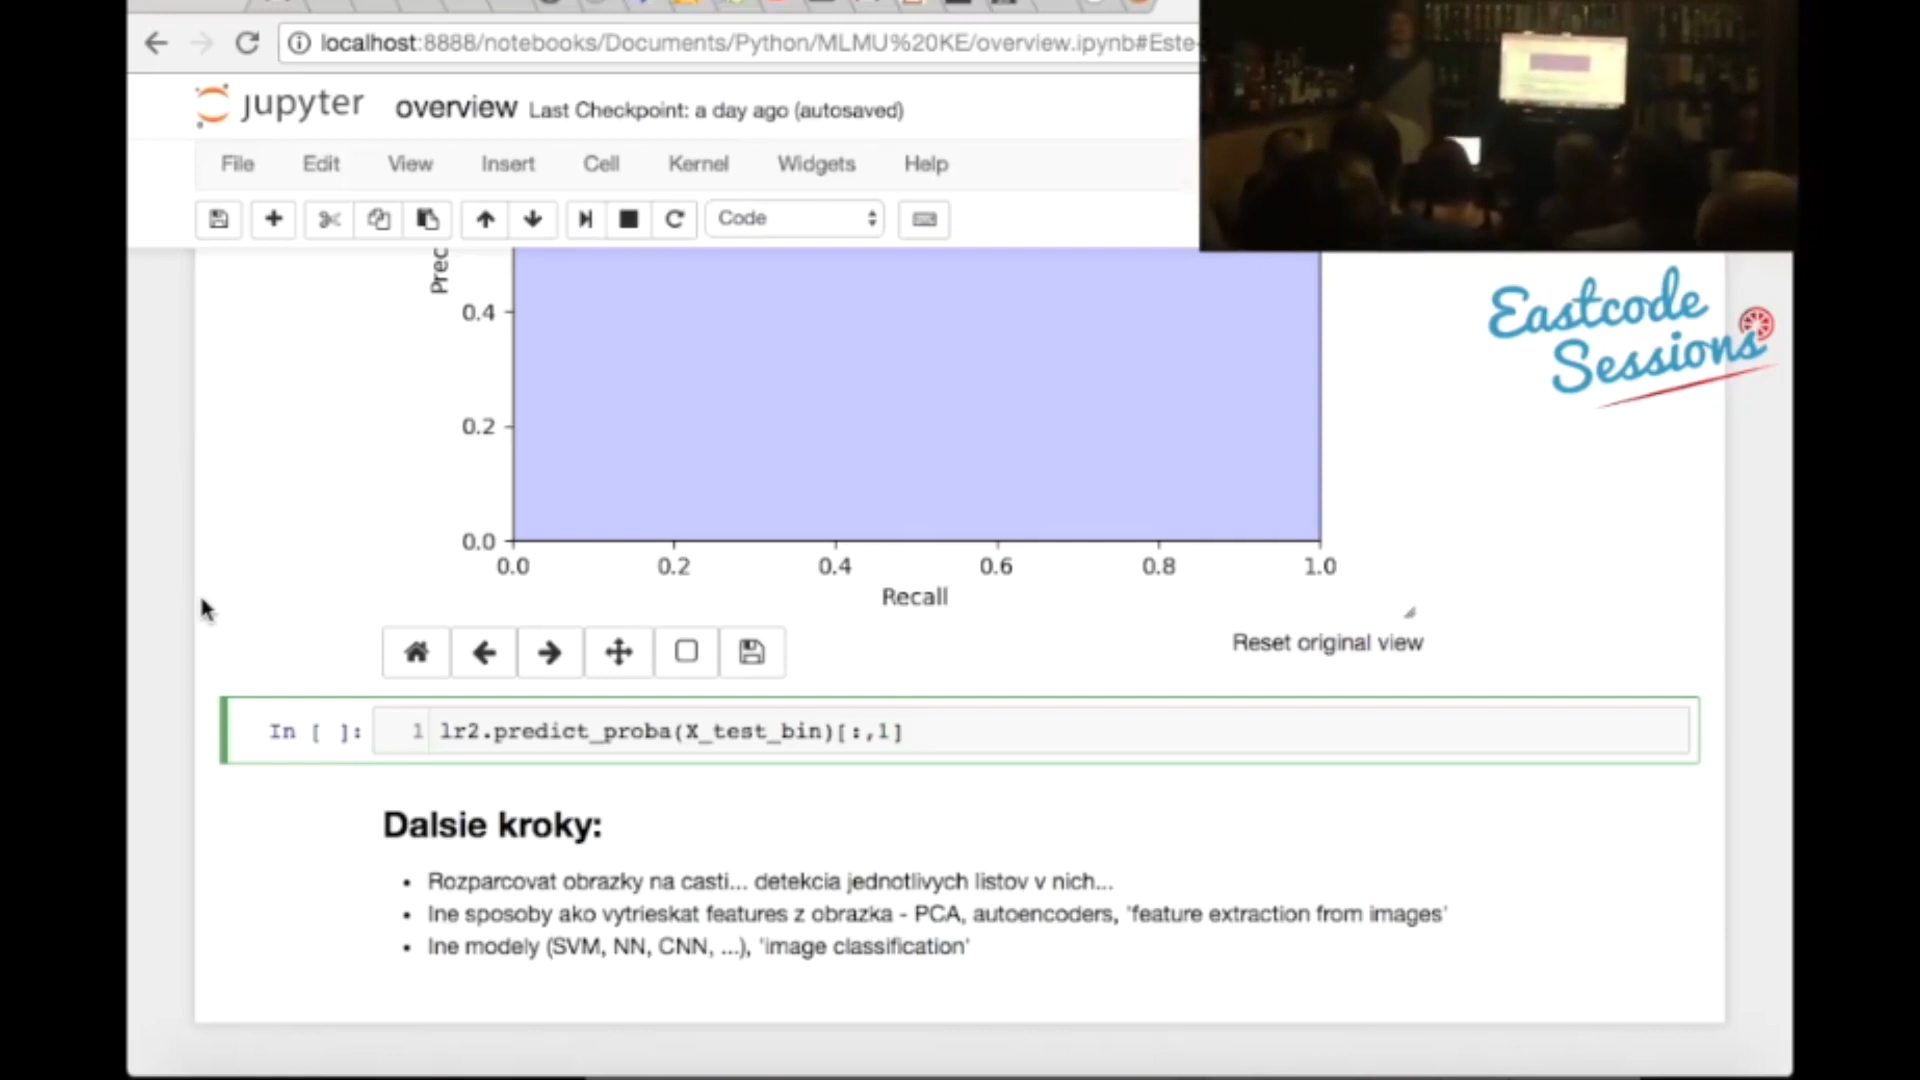 localhost:8888/notebooks/Documents/Python/MLMU%20KE/overview.ipynb#Este-
jupyter overview Last Checkpoint: a day ago (autosaved)
File Edit View Insert Cell Kernel Widgets Help
Code
Eastcode
Sessions
Prec
0.4
0.2
0.0
0.0 0.2 0.4 0.6 0.8 1.0
Recall
Reset original view
In [ ]: 1 lr2.predict_proba(X_test_bin)[:,1]
Dalsie kroky:
• Rozparcovat obrazky na casti... detekcia jednotlivych listov v nich...
• Ine sposoby ako vytrieskat features z obrazka - PCA, autoencoders, 'feature extraction from images'
• Ine modely (SVM, NN, CNN, ...), 'image classification'